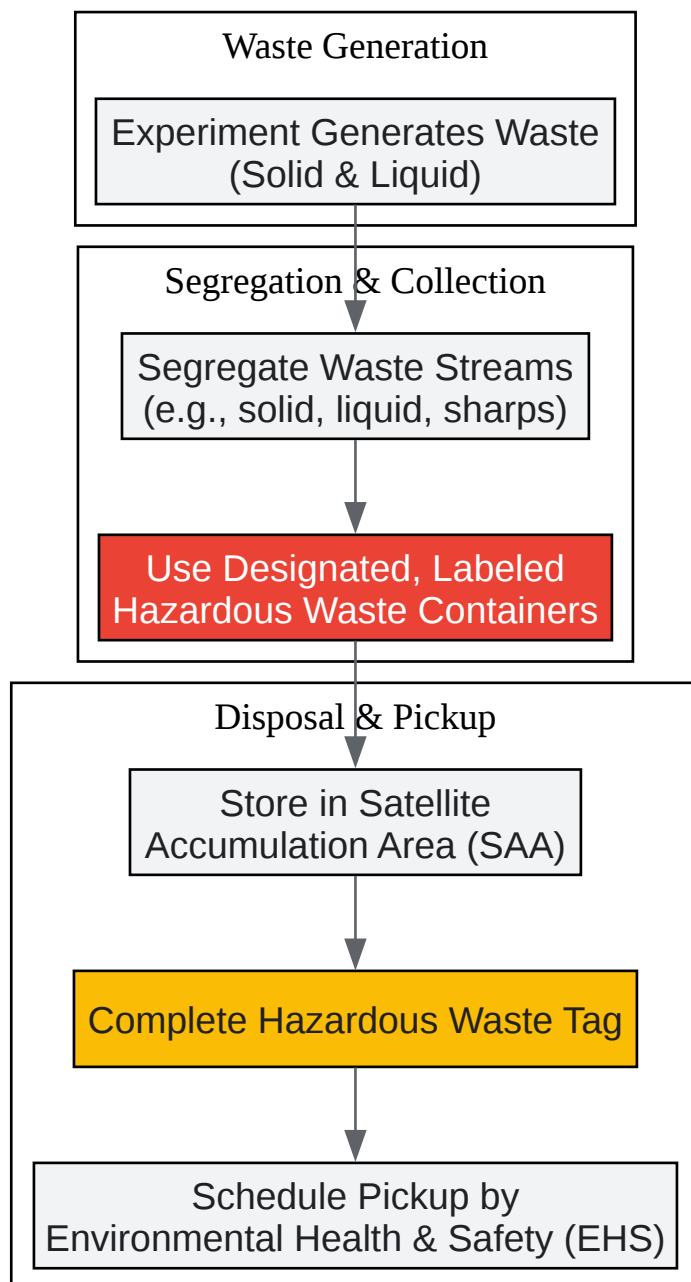 Waste Generation
Experiment Generates Waste
(Solid & Liquid)
Segregation & Collection
Segregate Waste Streams
(e.g., solid, liquid, sharps)
Use Designated, Labeled
Hazardous Waste Containers
Disposal & Pickup
Store in Satellite
Accumulation Area (SAA)
Complete Hazardous Waste Tag
Schedule Pickup by
Environmental Health & Safety (EHS)